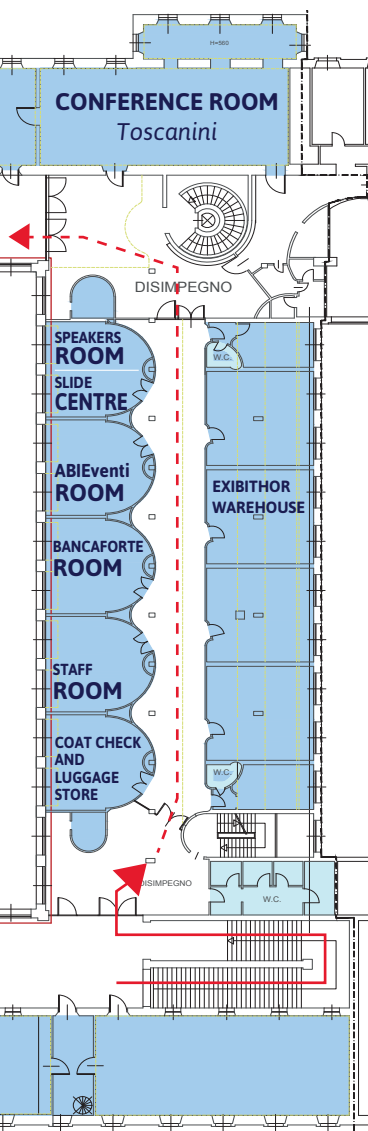 H=560
CONFERENCE ROOM
Toscanini
DISIMPEGNO
SPEAKERS
ROOM
SLIDE
CENTRE
W.C.
ABIEventi
ROOM
EXIBITHOR
WAREHOUSE
BANCAFORTE
ROOM
STAFF
ROOM
COAT CHECK
AND
LUGGAGE
STORE
W.C.
DISIMPEGNO
W.C.